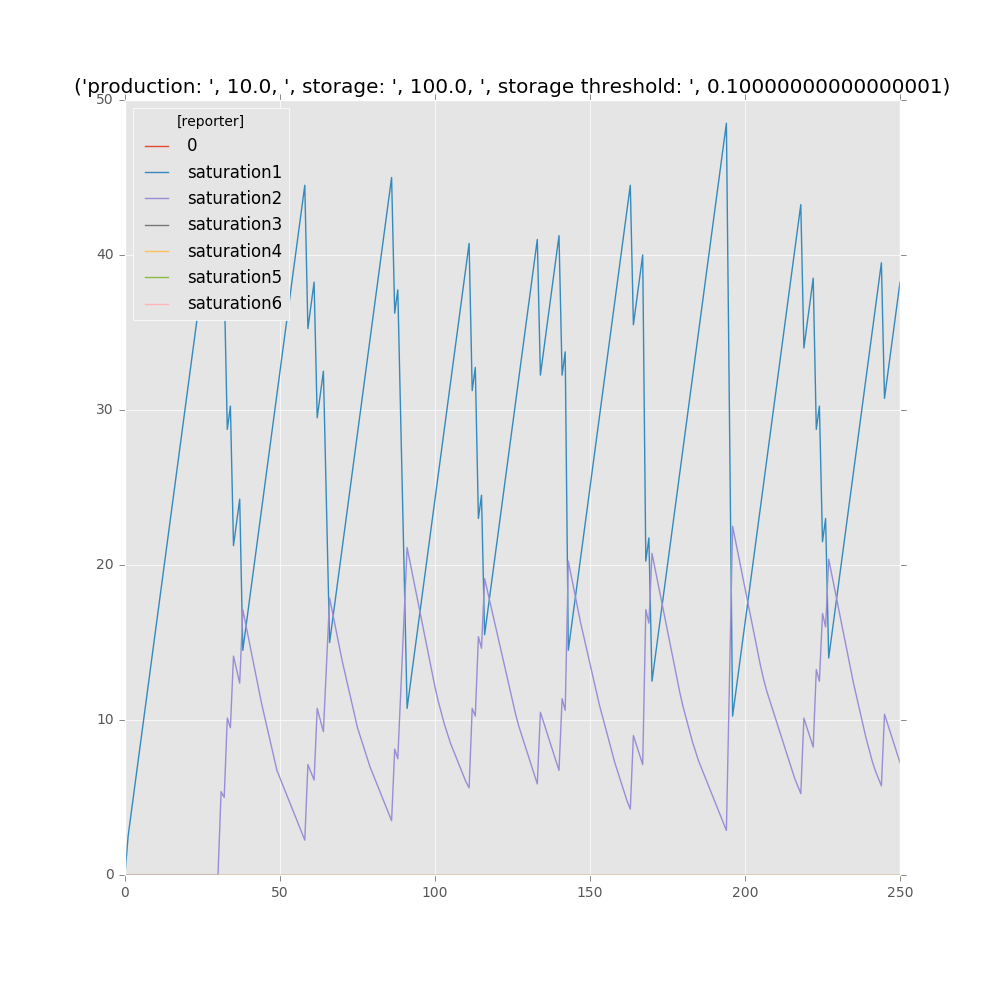 ('production: ', 10.0, ', storage: ', 100.0, ', storage threshold: ', 0.10000000000000001)
50
40
30
20
10
0
[reporter]
0
saturation1
saturation2
saturation3
saturation4
saturation5
saturation6
0 50 100 150 200 250